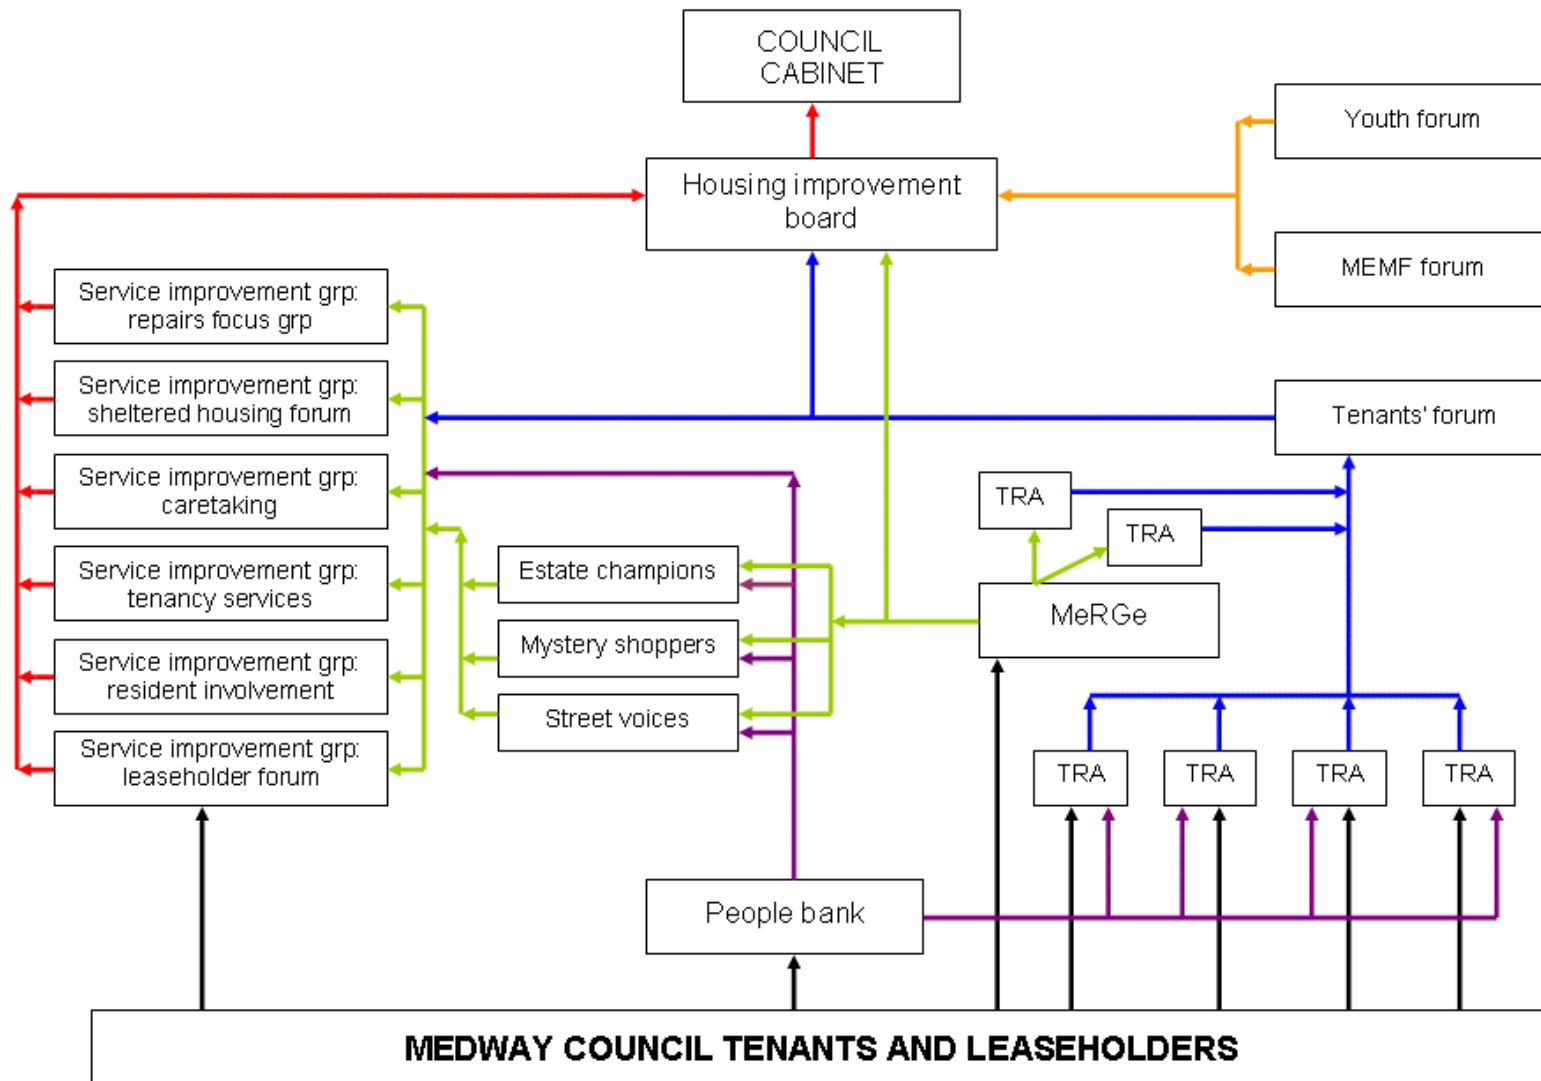 COUNCIL
CABINET
Youth forum
Housing improvement
board
MEMF forum
Service improvement grp:
repairs focus grp
Service improvement grp:
sheltered housing forum
Tenants' forum
Service improvement grp:
caretaking
TRA
TRA
Service improvement grp:
tenancy services
Estate champions
MeRGe
Mystery shoppers
Service improvement grp:
resident involvement
Street voices
Service improvement grp:
leaseholder forum
TRA
TRA
TRA
TRA
People bank
MEDWAY COUNCIL TENANTS AND LEASEHOLDERS